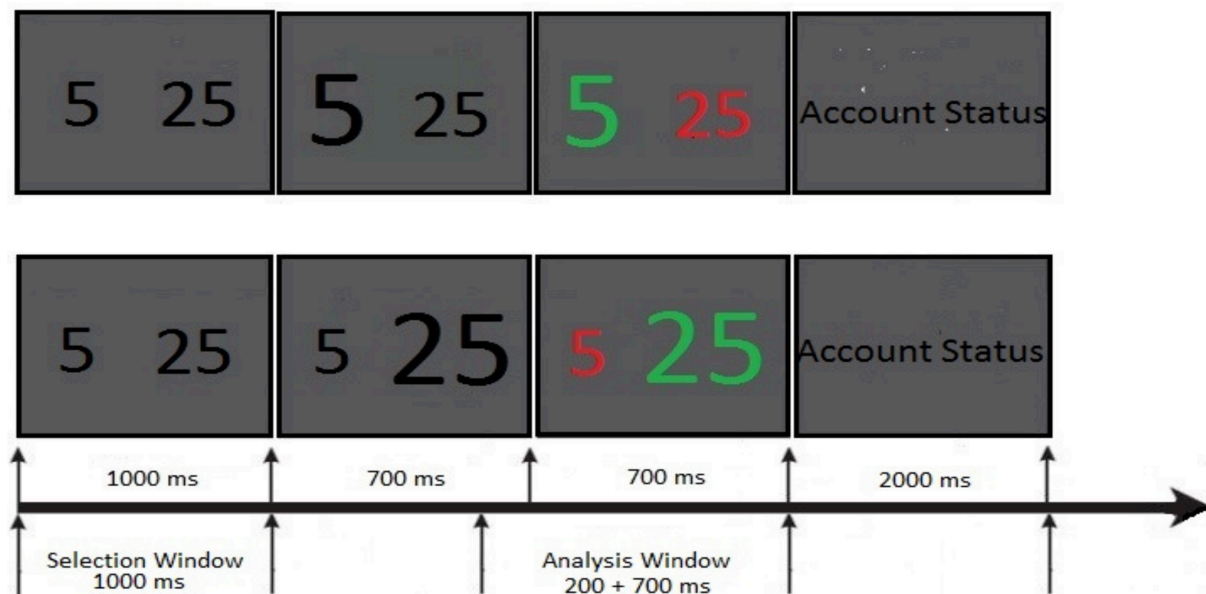 5 25 5 25 5 25 Account Status
5 25 5 25 5 25 Account Status
1000 ms 700 ms 700 ms 2000 ms
Selection Window Analysis Window
1000 ms 200 + 700 ms